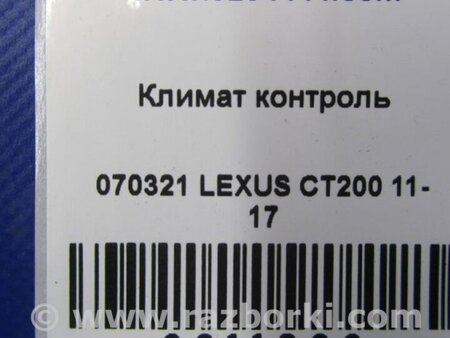 Климат контроль
070321 LEXUS CT200 11-
17
© www.razborki.com